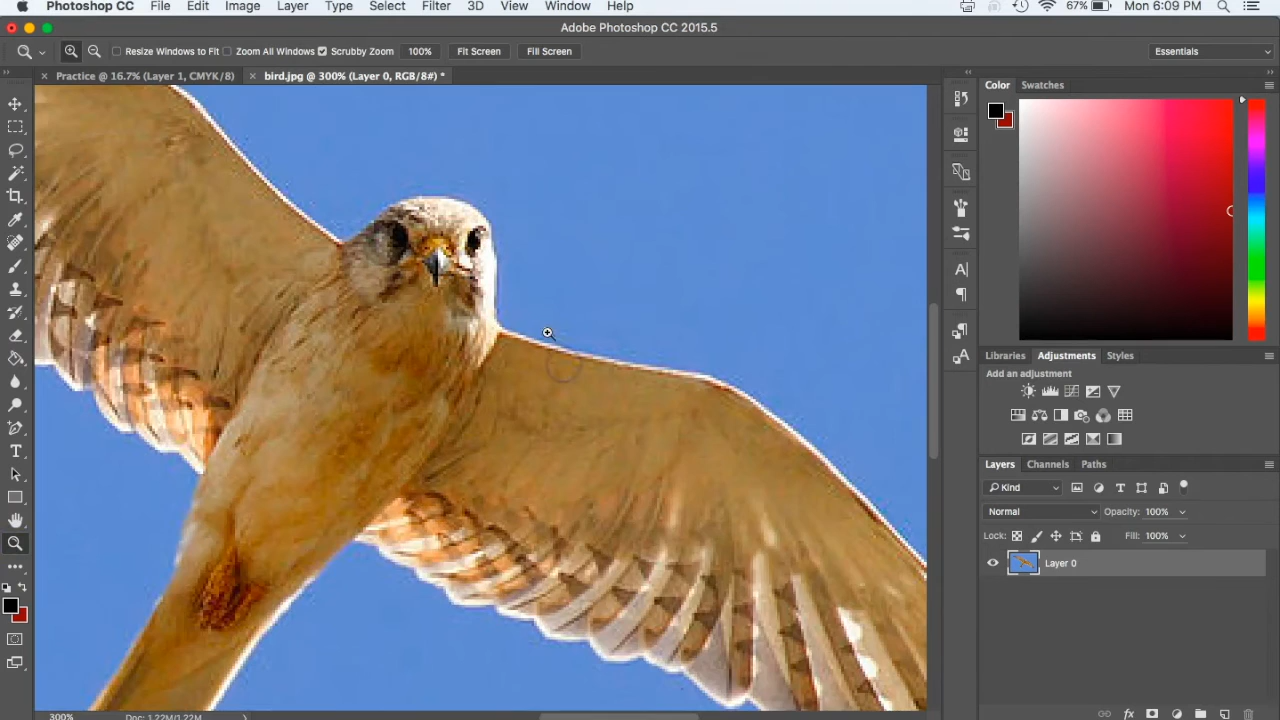 Photoshop CC File Edit Image Layer Type Select Filter 3D View Window Help 67% Mon 6:09 PM
Adobe Photoshop CC 2015.5
Resize Windows to Fit Zoom All Windows Scrubby Zoom 100% Fit Screen Fill Screen Essentials
Practice @ 16.7% (Layer 1, CMYK/8) bird.jpg @ 300% (Layer 0, RGB/8#) *
Color Swatches
Libraries Adjustments Styles
Add an adjustment
Layers Channels Paths
Kind
Normal Opacity: 100%
Lock: Fill: 100%
Layer 0
300% Doc: 1.22M/1.22M